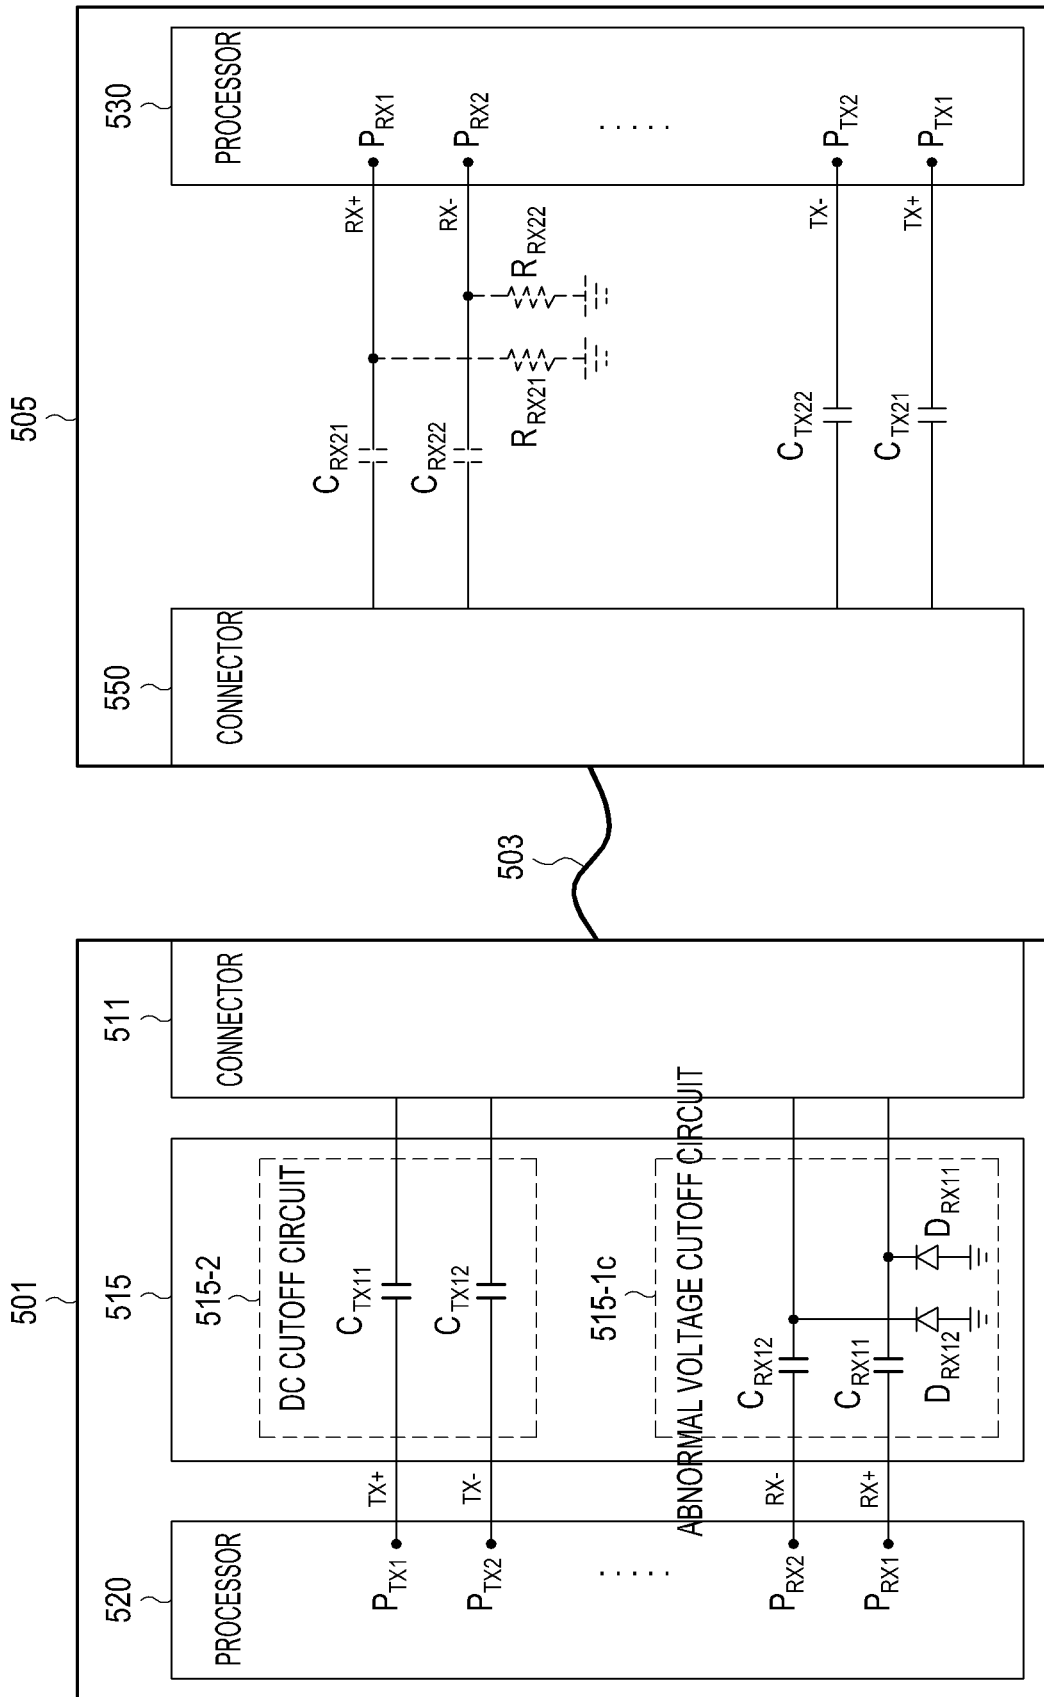 501
520
PROCESSOR
P_TX1
P_TX2
. . . . .
P_RX2
P_RX1
TX+
TX-
RX-
RX+
515
515-2
DC CUTOFF CIRCUIT
C_TX11
C_TX12
515-1c
ABNORMAL VOLTAGE CUTOFF CIRCUIT
C_RX12
C_RX11
D_RX12
D_RX11
511
CONNECTOR
503
505
550
CONNECTOR
C_RX21
C_RX22
R_RX21
R_RX22
C_TX22
C_TX21
RX+
RX-
TX-
TX+
530
PROCESSOR
P_RX1
P_RX2
. . . . .
P_TX2
P_TX1